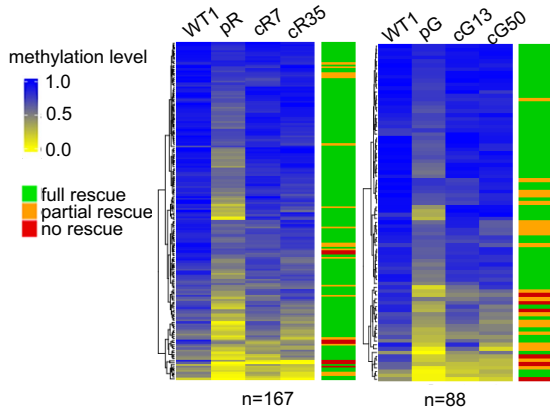 WT1 pR cR7 cR35
WT1 pG cG13 cG50
methylation level
1.0
0.5
0.0
full rescue
partial rescue
no rescue
n=167
n=88